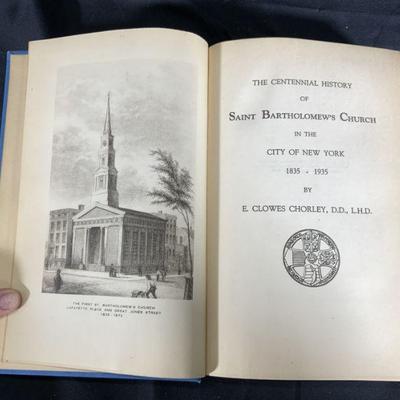 THE FIRST ST. BARTHOLOMEW'S CHURCH
LAFAYETTE PLACE AND GREAT JONES STREET
1835-1872
THE CENTENNIAL HISTORY
OF
SAINT BARTHOLOMEW'S CHURCH
IN THE
CITY OF NEW YORK
1835 - 1935
BY
E. CLOWES CHORLEY, D.D., L.H.D.